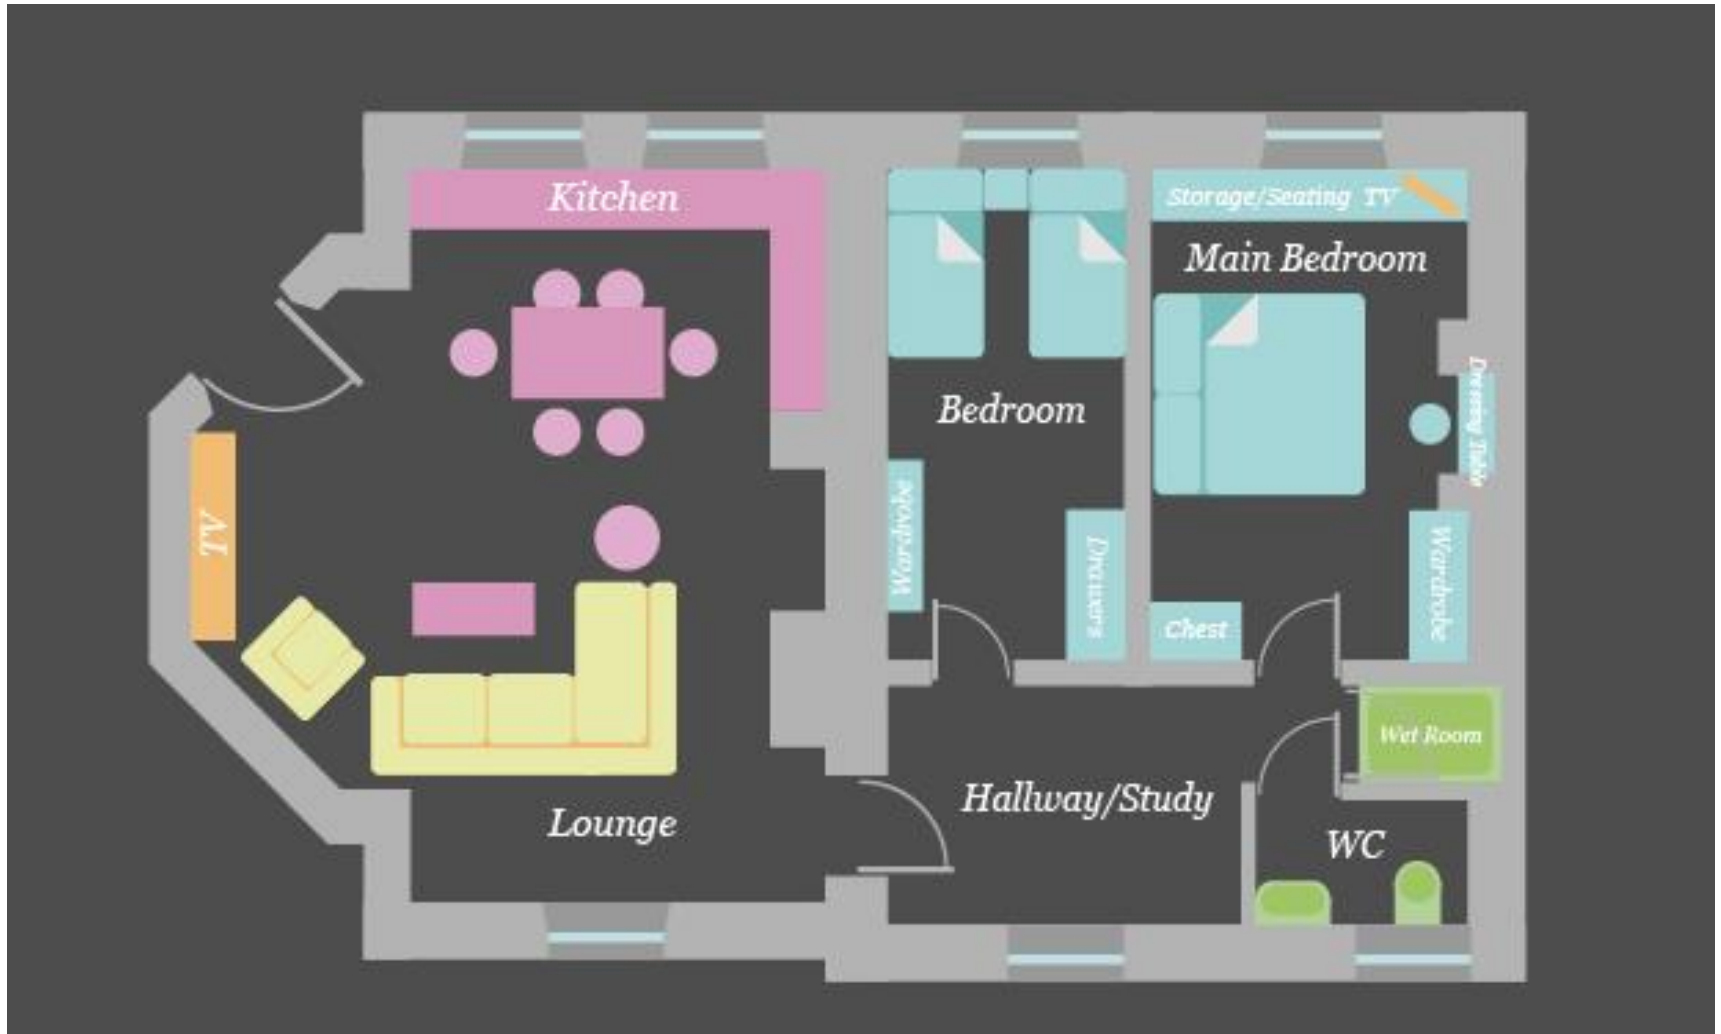 Kitchen
Storage/Seating TV
Main Bedroom
Bedroom
Dressing Table
TV
Wardrobe
Drawers
Wardrobe
Chest
Wet Room
Hallway/Study
Lounge
WC